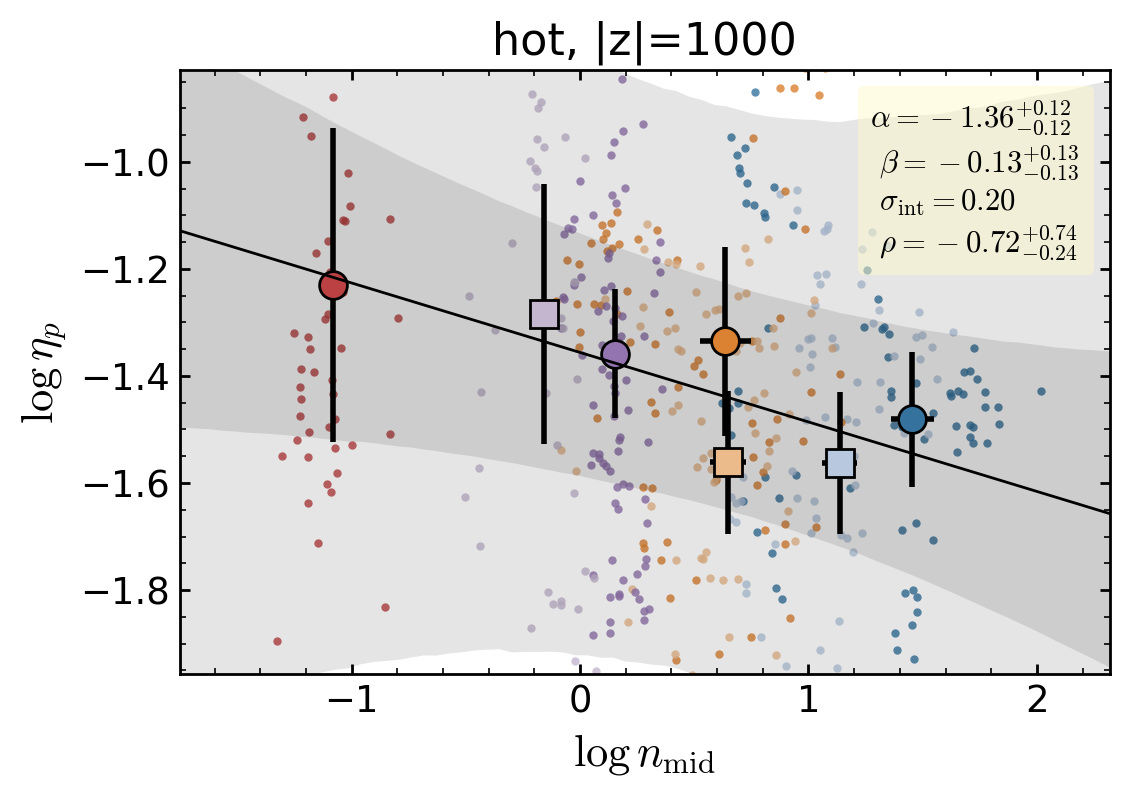 hot, |z|=1000
α = −1.36 +0.12 −0.12
β = −0.13 +0.13 −0.13
σint = 0.20
ρ = −0.72 +0.74 −0.24
log ηp
−1.0
−1.2
−1.4
−1.6
−1.8
−1 0 1 2
log nmid